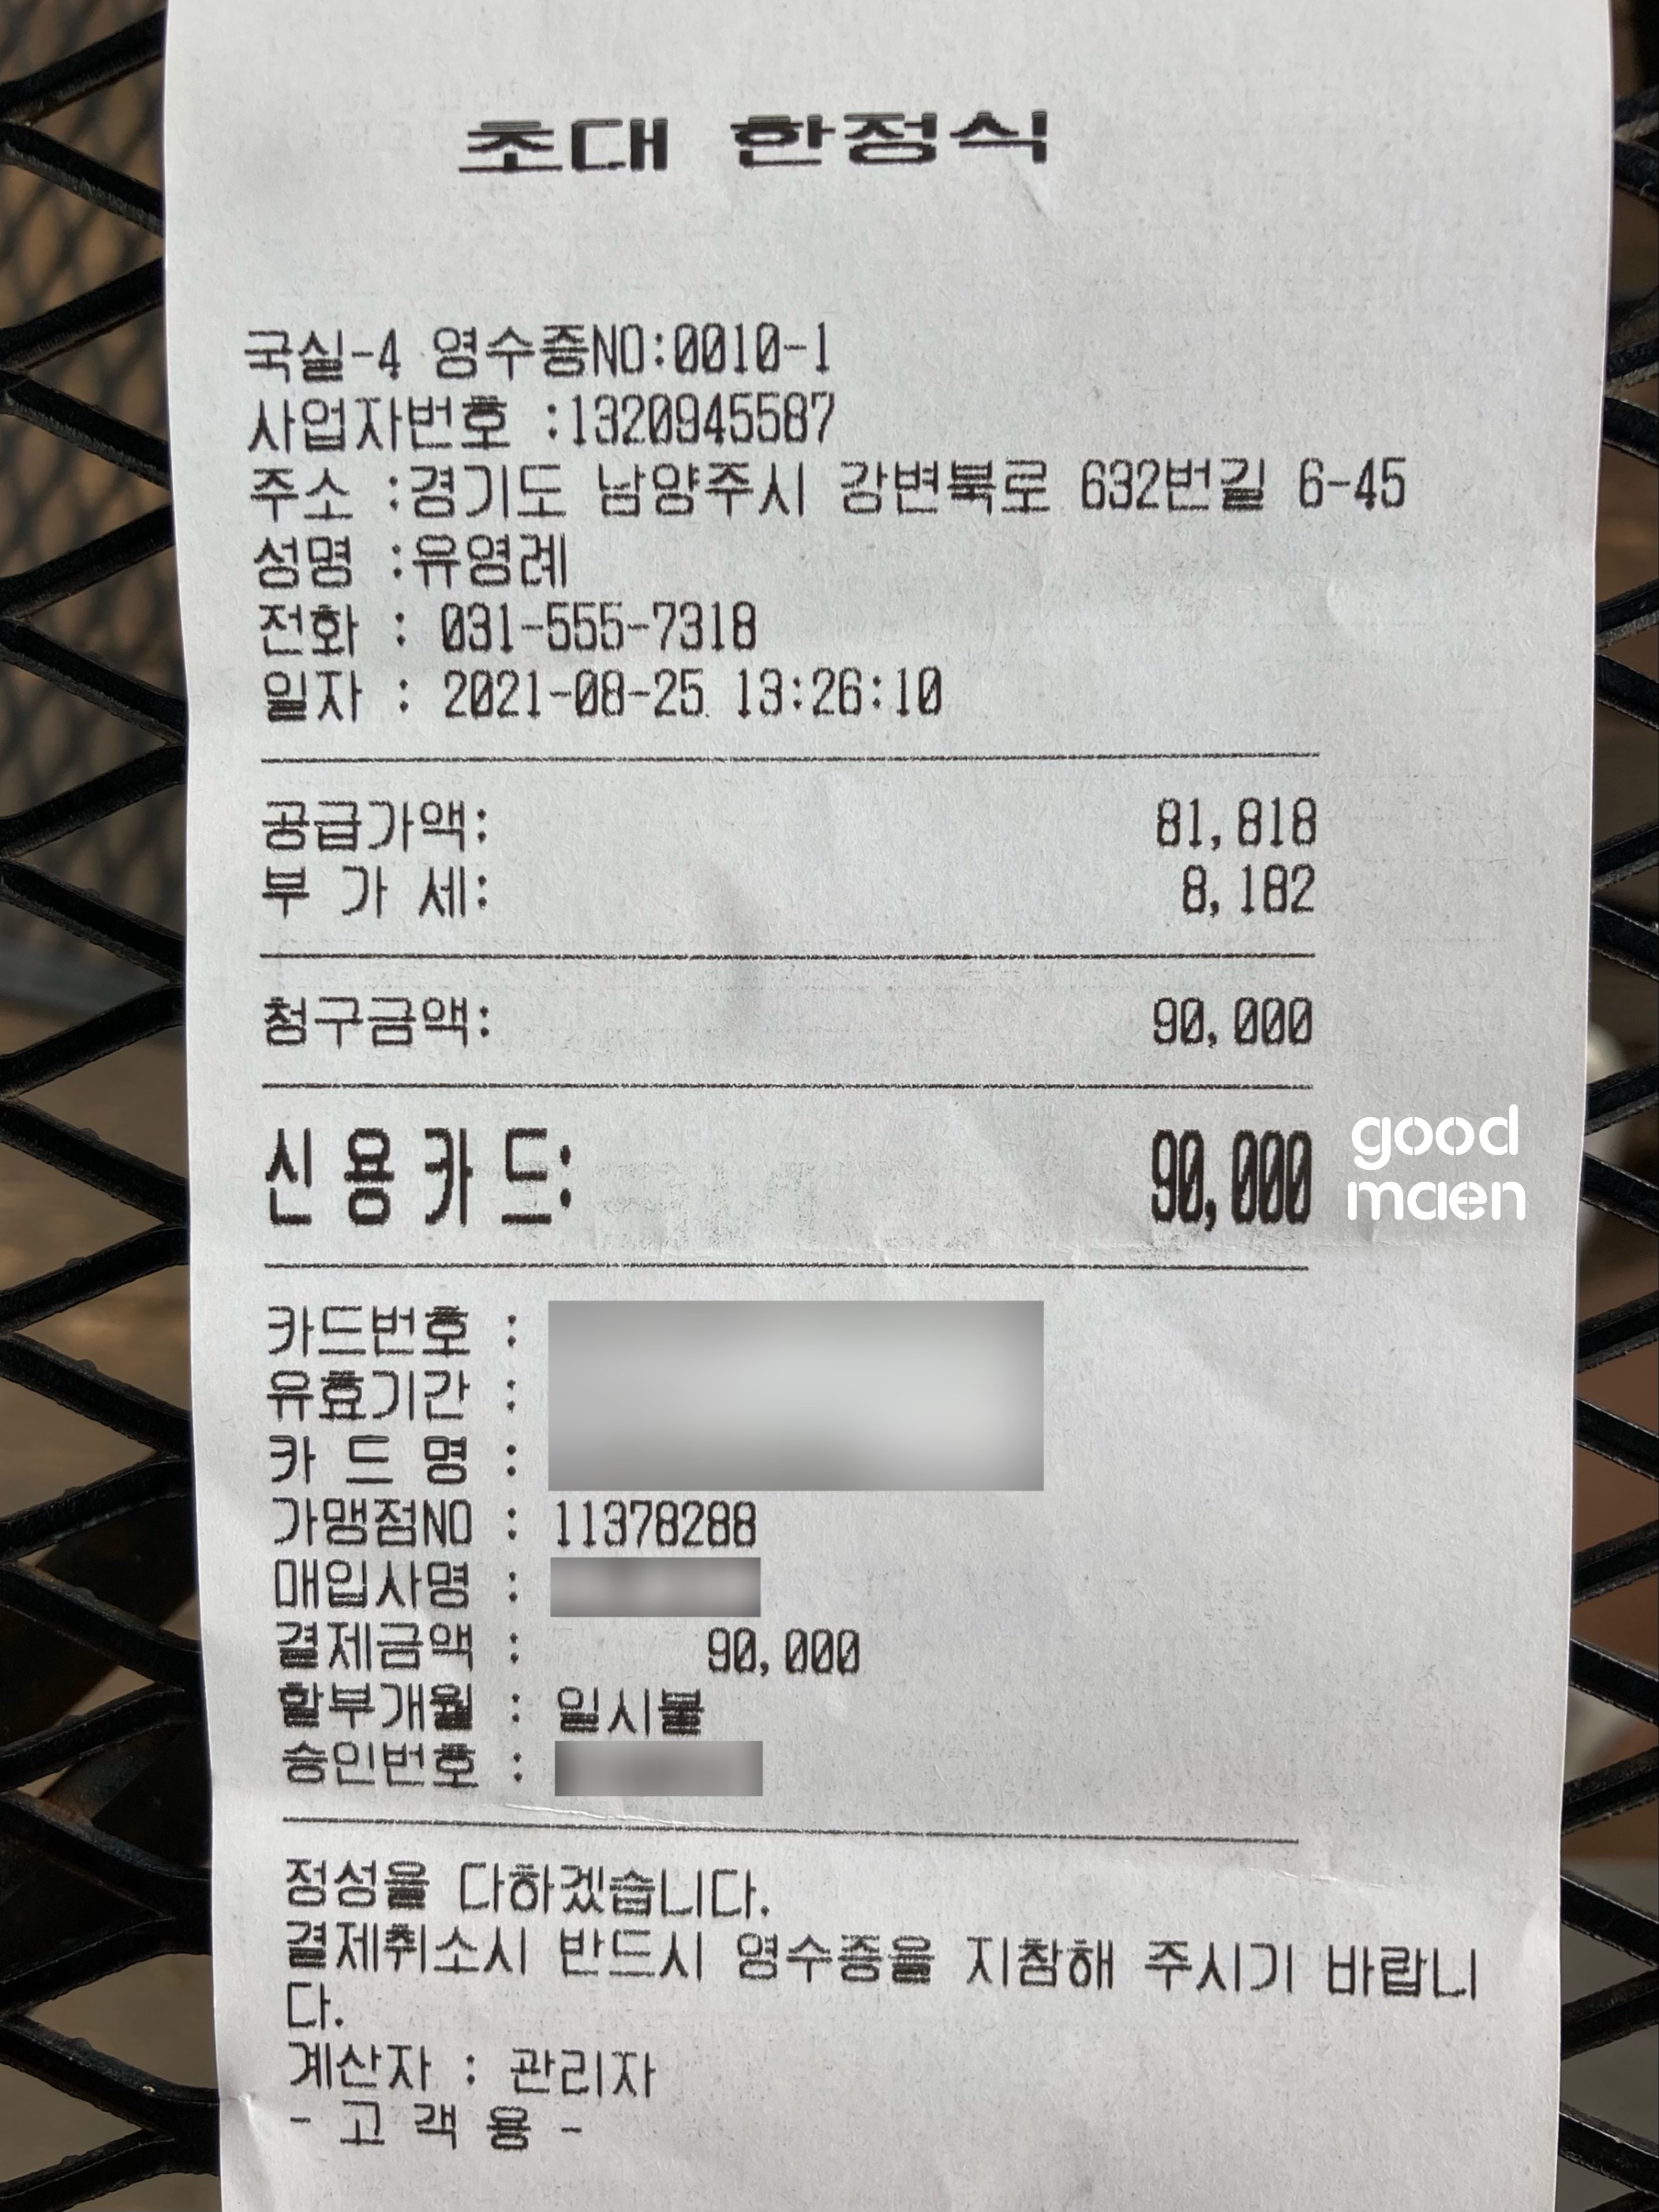 초대 한정식
국실-4 영수증NO:0010-1
사업자번호 :1320945587
주소 :경기도 남양주시 강변북로 632번길 6-45
성명 :유영례
전화 : 031-555-7318
일자 : 2021-08-25 13:26:10
공급가액: 81,818
부 가 세: 8,182
청구금액: 90,000
신용카드: 90,000
good
maen
카드번호 :
유효기간 :
카 드 명 :
가맹점NO : 11378288
매입사명 :
결제금액 : 90,000
할부개월 : 일시불
승인번호 :
정성을 다하겠습니다.
결제취소시 반드시 영수증을 지참해 주시기 바랍니
다.
계산자 : 관리자
- 고 객 용 -